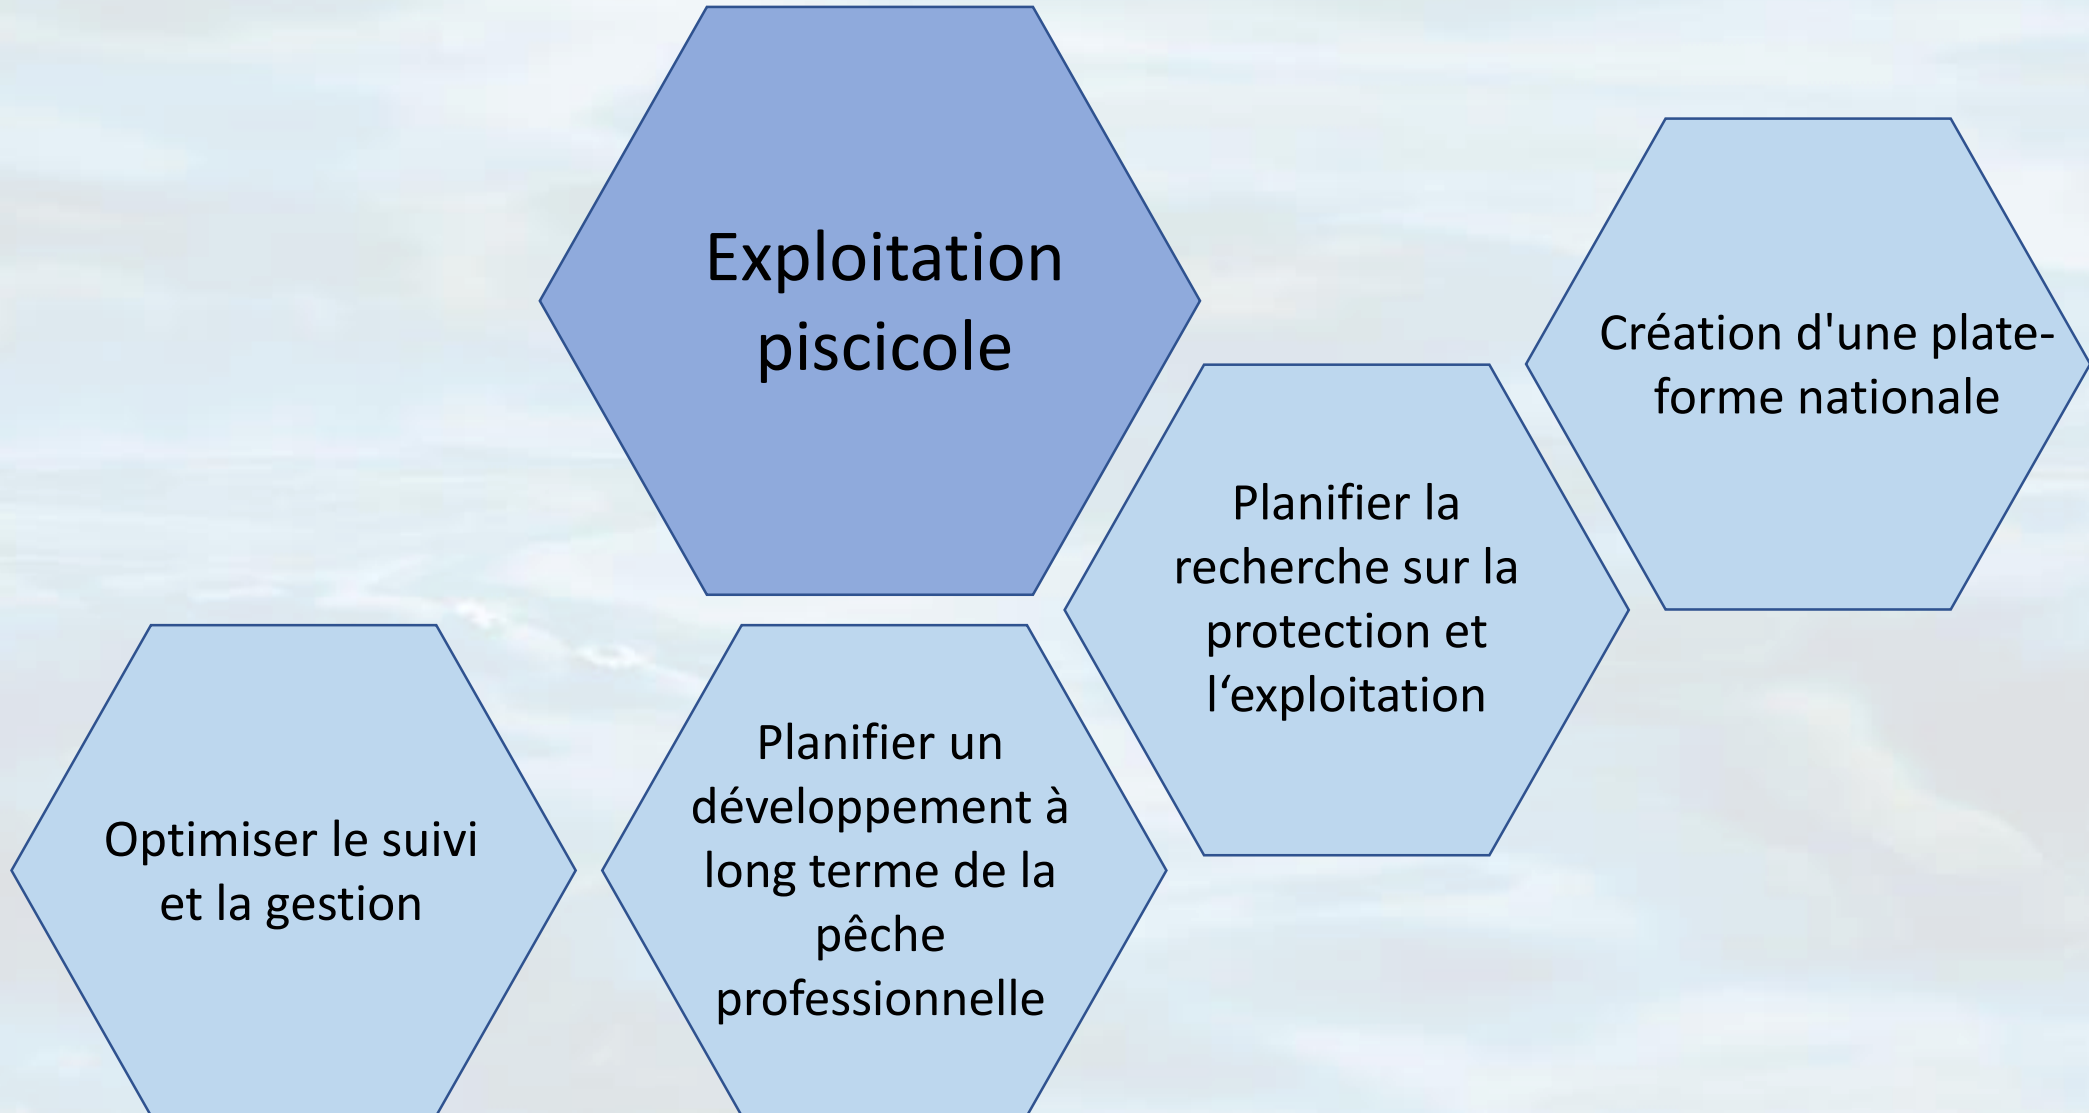 Exploitation
piscicole
Création d'une plate-
forme nationale
Planifier la
recherche sur la
protection et
l‘exploitation
Planifier un
développement à
long terme de la
pêche
professionnelle
Optimiser le suivi
et la gestion